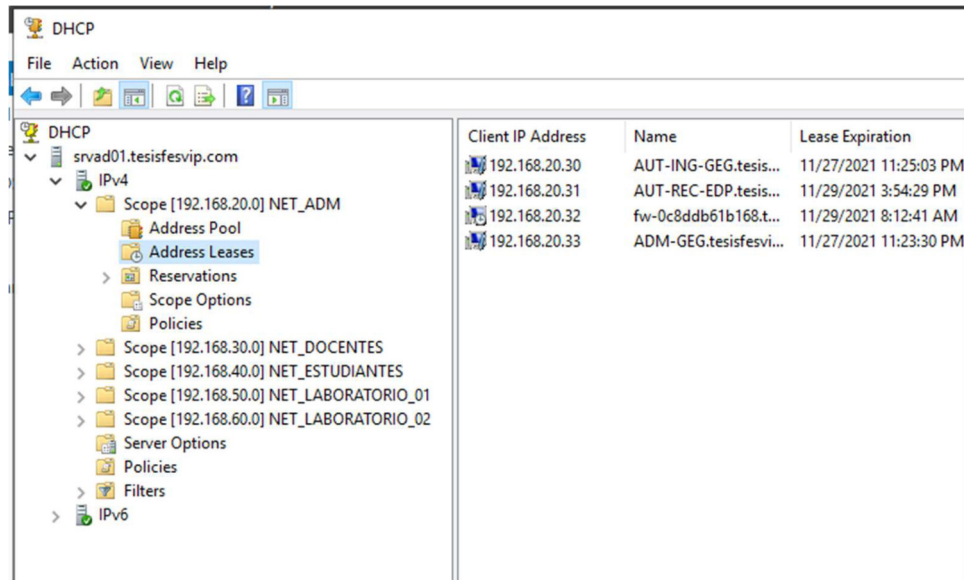 DHCP
File Action View Help
DHCP
srvad01.tesisfesvip.com
IPv4
Scope [192.168.20.0] NET_ADM
Address Pool
Address Leases
Reservations
Scope Options
Policies
Scope [192.168.30.0] NET_DOCENTES
Scope [192.168.40.0] NET_ESTUDIANTES
Scope [192.168.50.0] NET_LABORATORIO_01
Scope [192.168.60.0] NET_LABORATORIO_02
Server Options
Policies
Filters
IPv6
Client IP Address Name Lease Expiration
192.168.20.30 AUT-ING-GEG.tesis... 11/27/2021 11:25:03 PM
192.168.20.31 AUT-REC-EDP.tesis... 11/29/2021 3:54:29 PM
192.168.20.32 fw-0c8ddb61b168.t... 11/29/2021 8:12:41 AM
192.168.20.33 ADM-GEG.tesisfesvi... 11/27/2021 11:23:30 PM